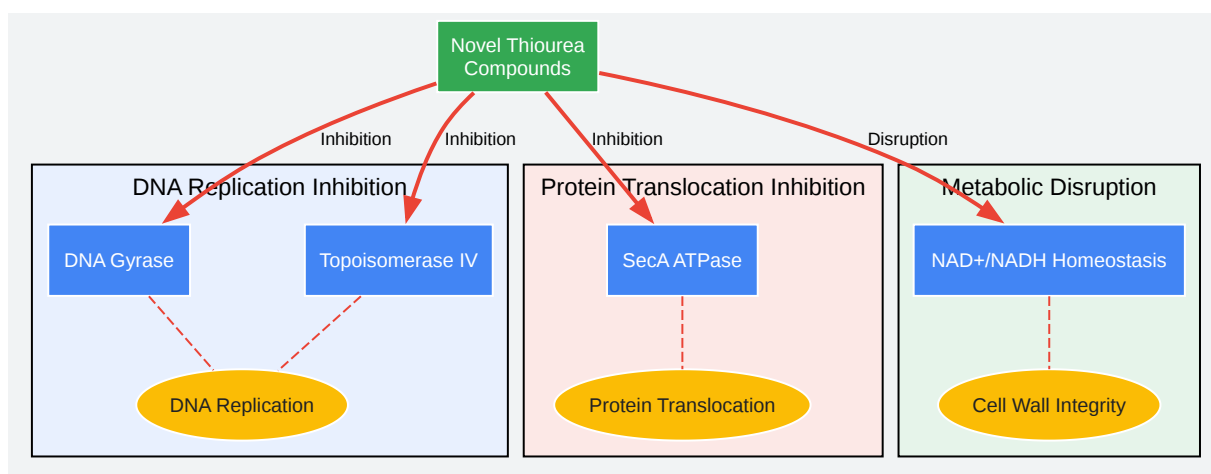 Novel Thiourea
Compounds
Inhibition
Inhibition
Inhibition
Disruption
DNA Replication Inhibition
Protein Translocation Inhibition
Metabolic Disruption
DNA Gyrase
Topoisomerase IV
SecA ATPase
NAD+/NADH Homeostasis
DNA Replication
Protein Translocation
Cell Wall Integrity